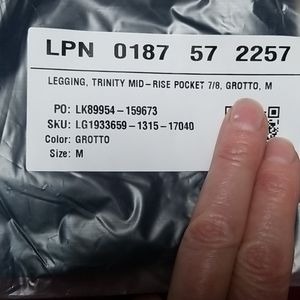 LPN 0187 57 2257
LEGGING, TRINITY MID-RISE POCKET 7/8, GROTTO, M
PO: LK89954-159673
SKU: LG1933659-1315-17040
Color: GROTTO
Size: M